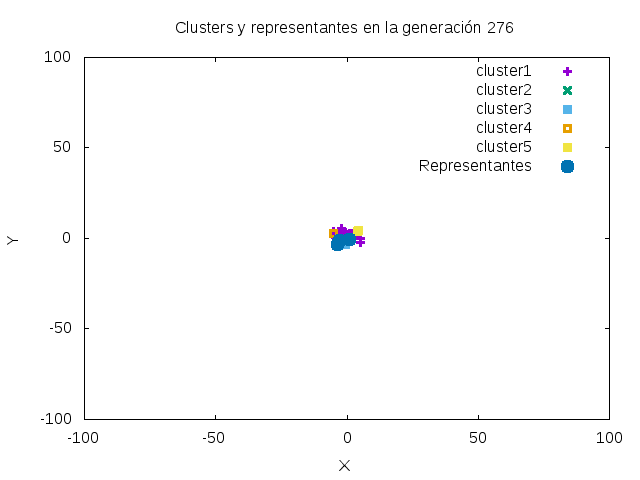 Clusters y representantes en la generación 276
100
50
0
-50
-100
-100
-50
0
50
100
X
Y
cluster1
cluster2
cluster3
cluster4
cluster5
Representantes